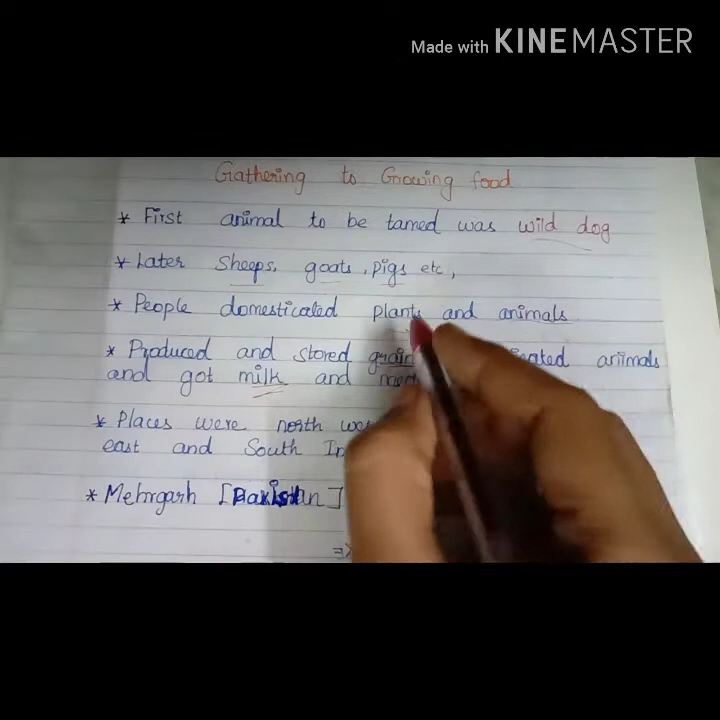 Made with KINEMASTER
Gathering to Growing food
* First animal to be tamed was wild dog
* Later Sheeps, goats, pigs etc,
* People domesticated plants and animals
* Produced and stored animals
and got milk and
* Places were north
east and South
* Mehrgarh [Pakistan]
=>